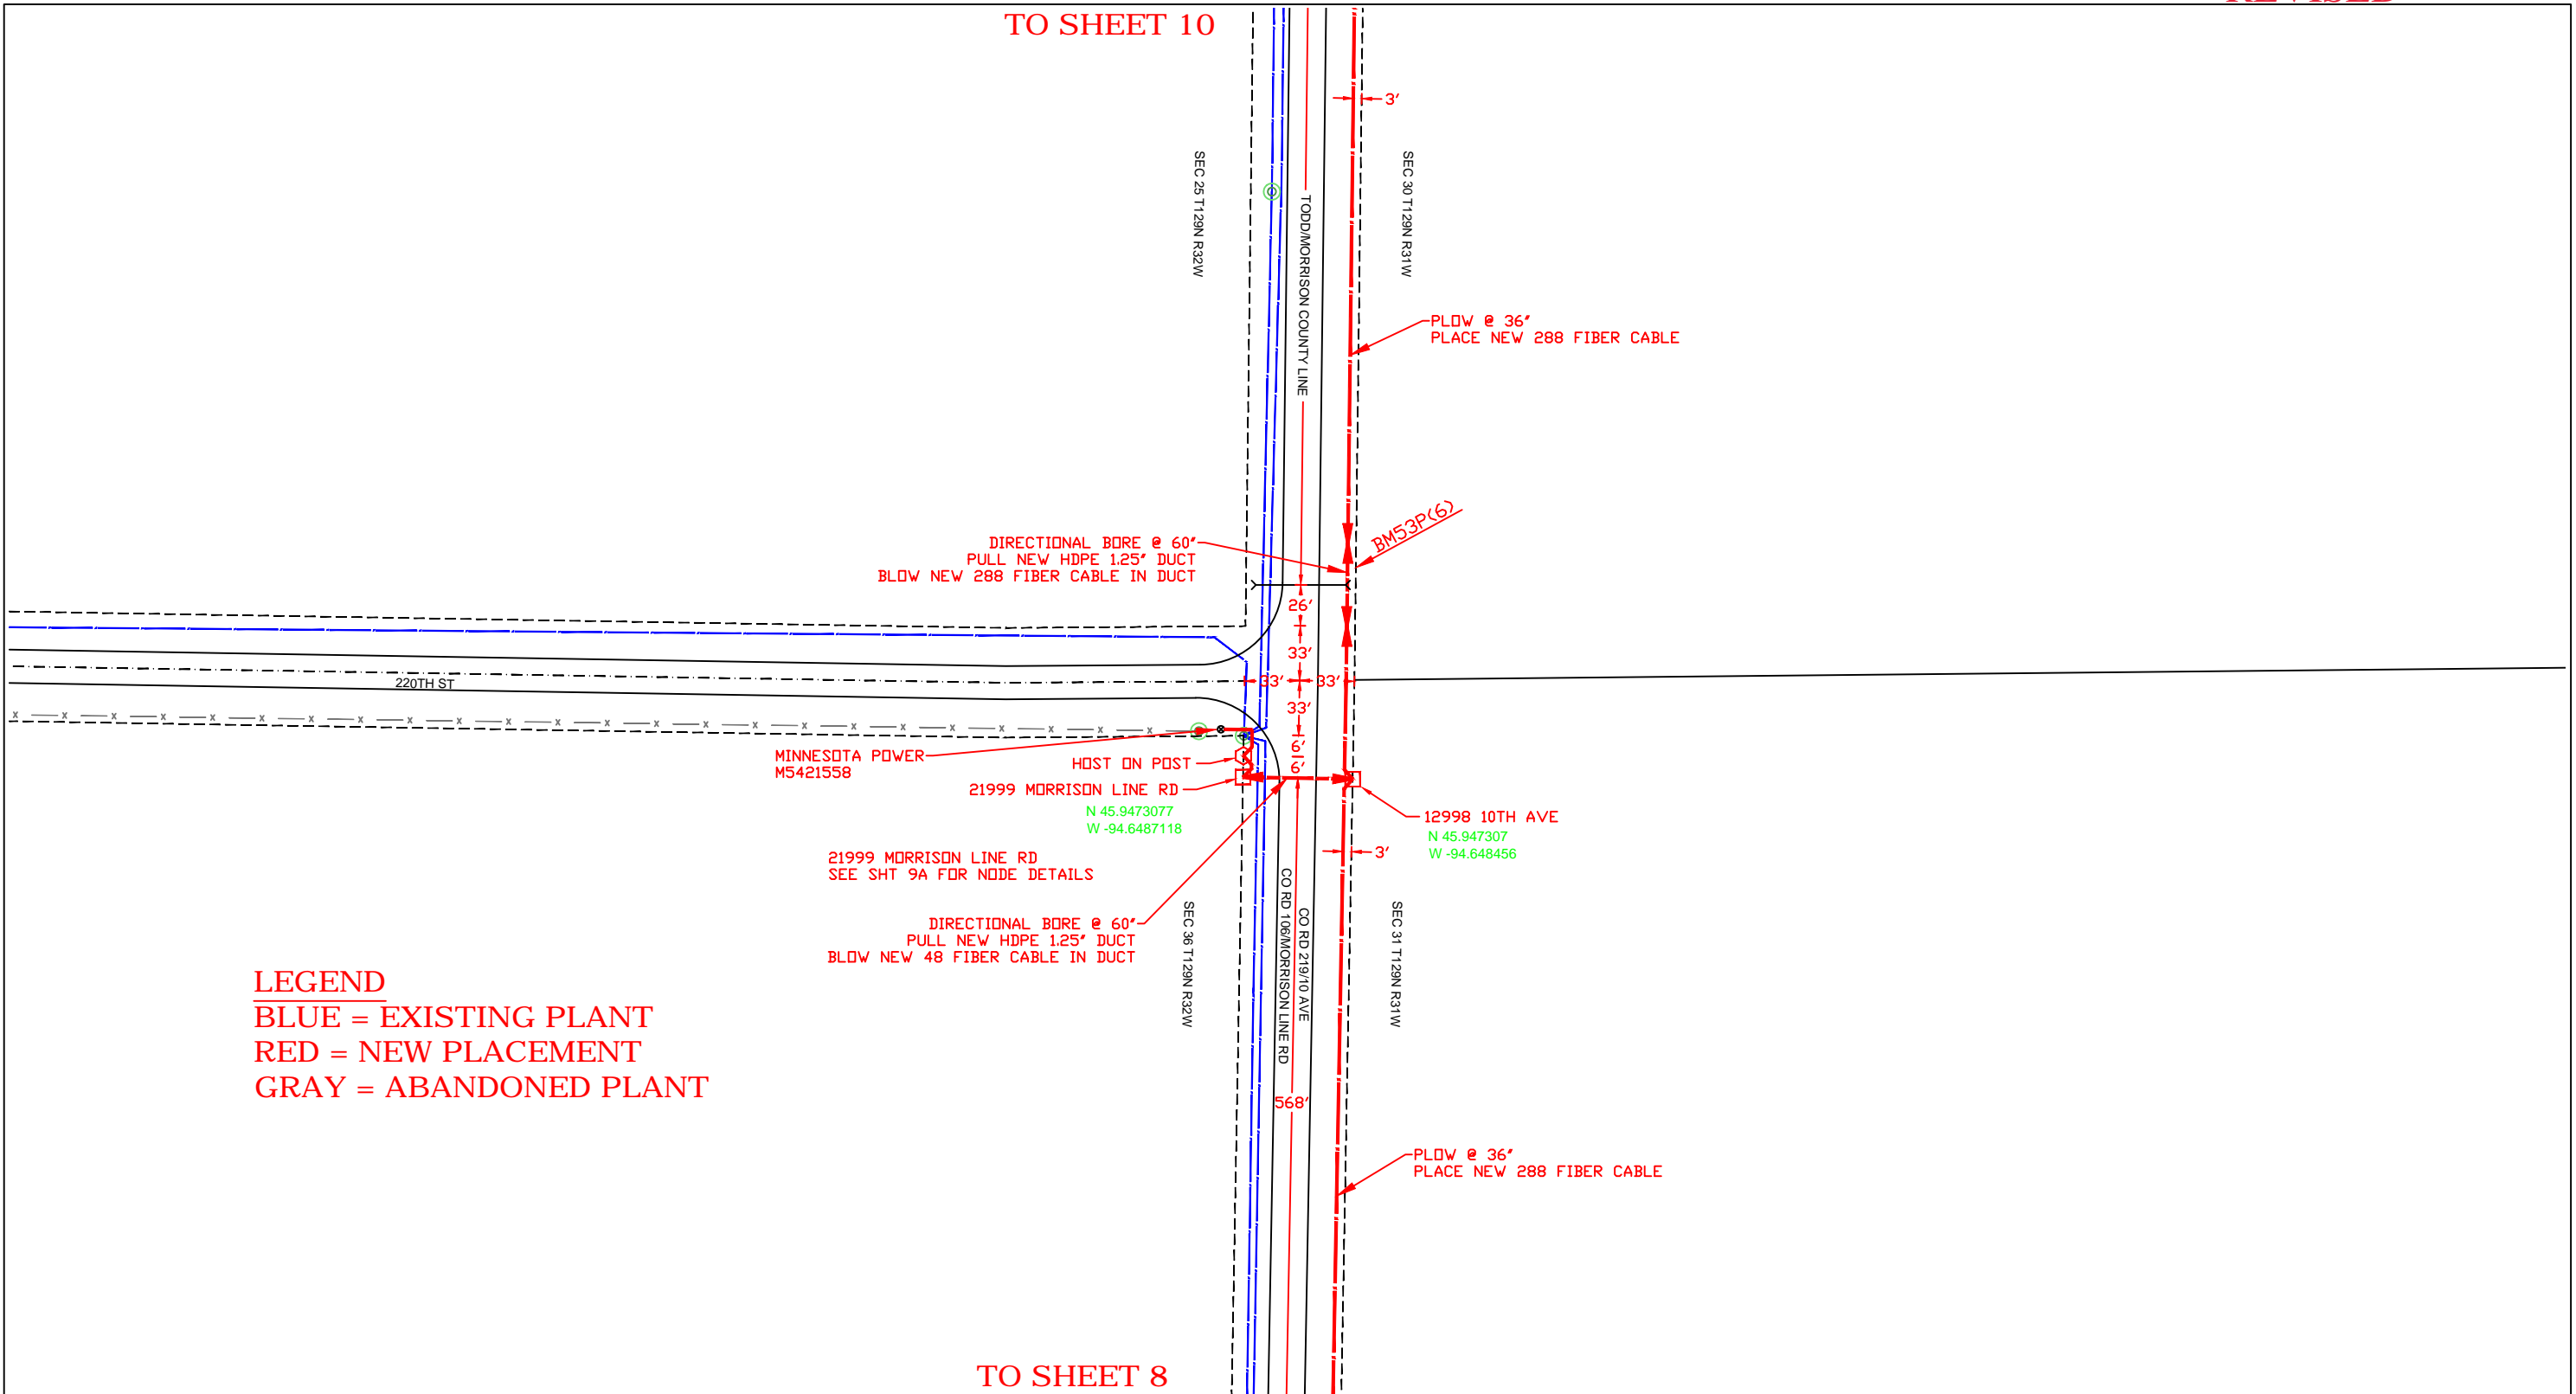 REVISED
TO SHEET 10
3'
SEC 25 T129N R32W
TODD/MORRISON COUNTY LINE
SEC 30 T129N R31W
PLOW @ 36"
PLACE NEW 288 FIBER CABLE
BM53P(6)
DIRECTIONAL BORE @ 60"
PULL NEW HDPE 1.25" DUCT
BLOW NEW 288 FIBER CABLE IN DUCT
26'
33'
33' 33'
220TH ST
33'
6'
6'
MINNESOTA POWER
M5421558
HOST ON POST
21999 MORRISON LINE RD
N 45.9473077
W -94.6487118
12998 10TH AVE
N 45.947307
W -94.648456
3'
21999 MORRISON LINE RD
SEE SHT 9A FOR NODE DETAILS
DIRECTIONAL BORE @ 60"
PULL NEW HDPE 1.25" DUCT
BLOW NEW 48 FIBER CABLE IN DUCT
SEC 36 T129N R32W
CO RD 106/MORRISON LINE RD
CO RD 219/10 AVE
SEC 31 T129N R31W
LEGEND
BLUE = EXISTING PLANT
RED = NEW PLACEMENT
GRAY = ABANDONED PLANT
568'
PLOW @ 36"
PLACE NEW 288 FIBER CABLE
TO SHEET 8